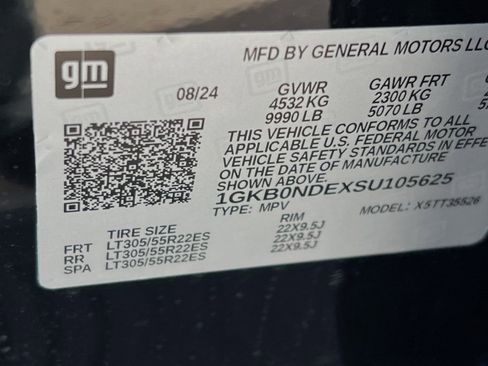 gm
MFD BY GENERAL MOTORS LLC
08/24 GVWR GAWR FRT
4532 KG 2300 KG
9990 LB 5070 LB
THIS VEHICLE CONFORMS TO ALL
APPLICABLE U.S. FEDERAL MOTOR
VEHICLE SAFETY STANDARDS IN EFFE
ON THE DATE OF MANUFACTURE
SHOWN ABOVE.
1GKB0NDEXSU105625
TYPE: MPV MODEL: X5TT35526
TIRE SIZE RIM
FRT LT305/55R22ES 22X9.5J
RR LT305/55R22ES 22X9.5J
SPA LT305/55R22ES 22X9.5J